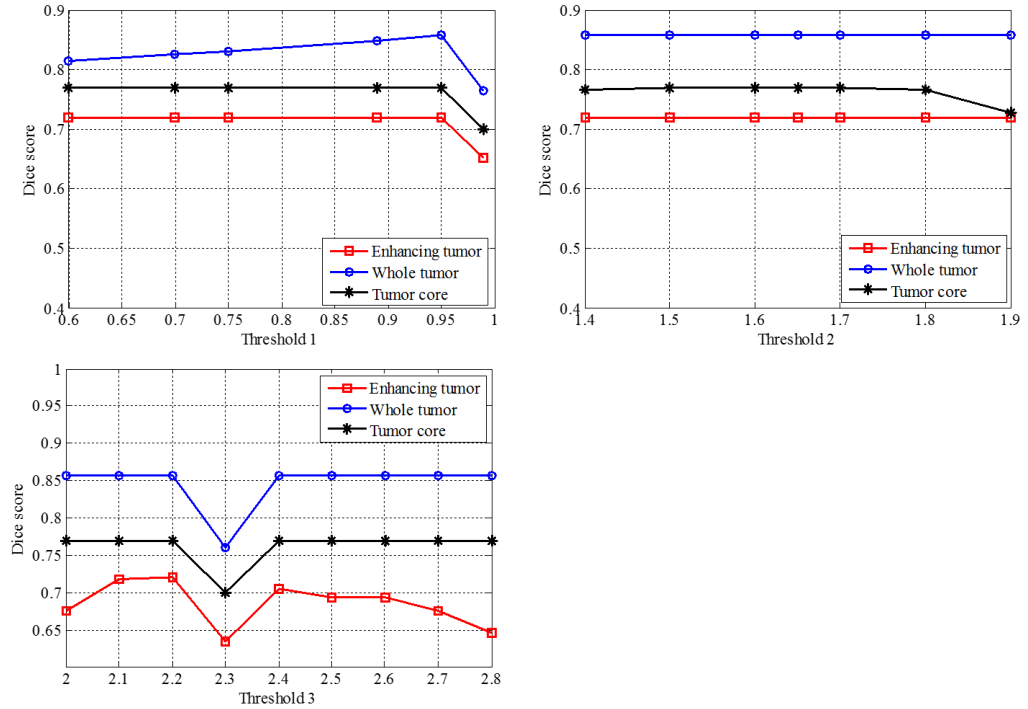 0.9
0.8
0.7
0.6
0.5
0.4
Dice score
Enhancing tumor
Whole tumor
Tumor core
0.6 0.65 0.7 0.75 0.8 0.85 0.9 0.95 1
Threshold 1
0.9
0.8
0.7
0.6
0.5
0.4
Dice score
Enhancing tumor
Whole tumor
Tumor core
1.4 1.5 1.6 1.7 1.8 1.9
Threshold 2
1
0.95
0.9
0.85
0.8
0.75
0.7
0.65
Dice score
Enhancing tumor
Whole tumor
Tumor core
2 2.1 2.2 2.3 2.4 2.5 2.6 2.7 2.8
Threshold 3